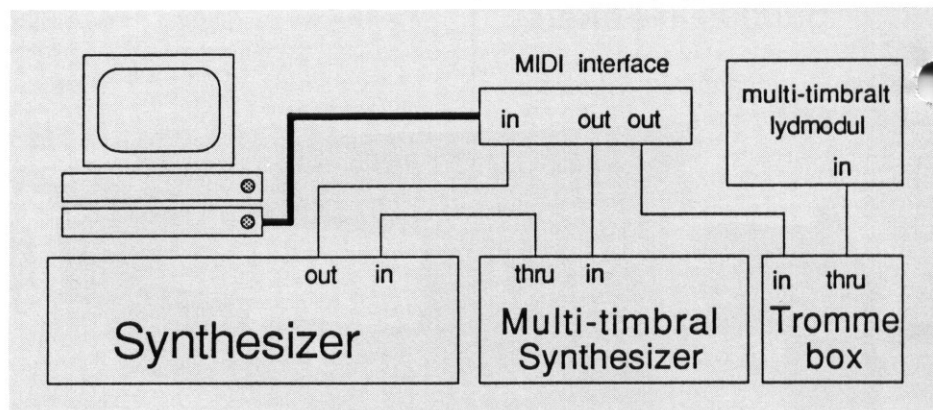 MIDI interface
in out out
multi-timbralt
lydmodul
in
out in
Synthesizer
thru in
Multi-timbral
Synthesizer
in thru
Tromme
box